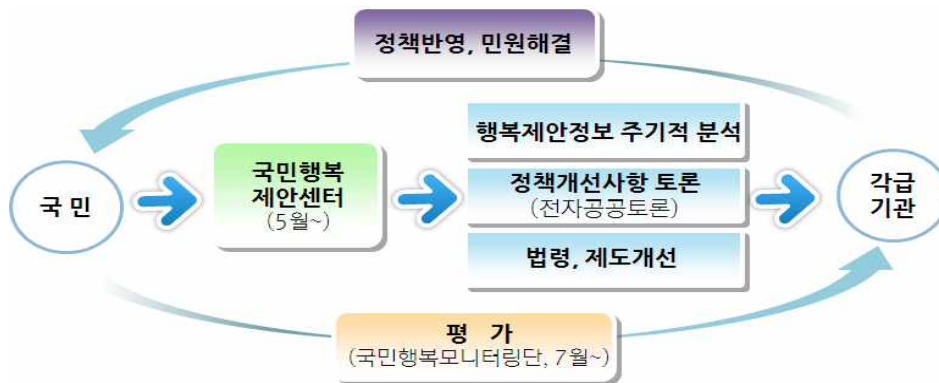 정책반영, 민원해결
국 민
국민행복
제안센터
(5월~)
행복제안정보 주기적 분석
정책개선사항 토론
(전자공공토론)
법령, 제도개선
각급
기관
평 가
(국민행복모니터링단, 7월~)